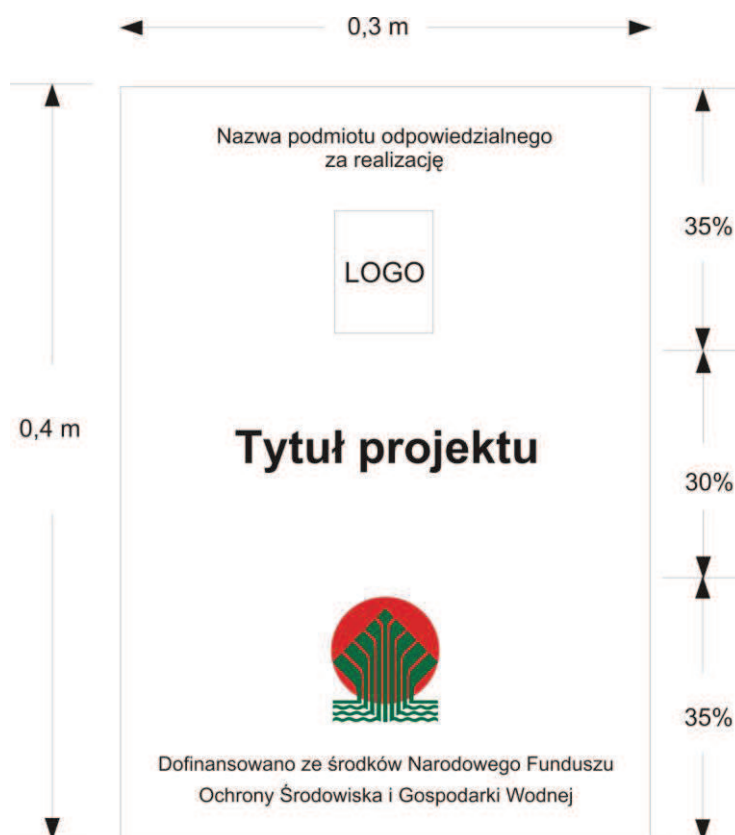 0,3 m
Nazwa podmiotu odpowiedzialnego
za realizację
35%
LOGO
0,4 m
Tytuł projektu
30%
35%
Dofinansowano ze środków Narodowego Funduszu
Ochrony Środowiska i Gospodarki Wodnej